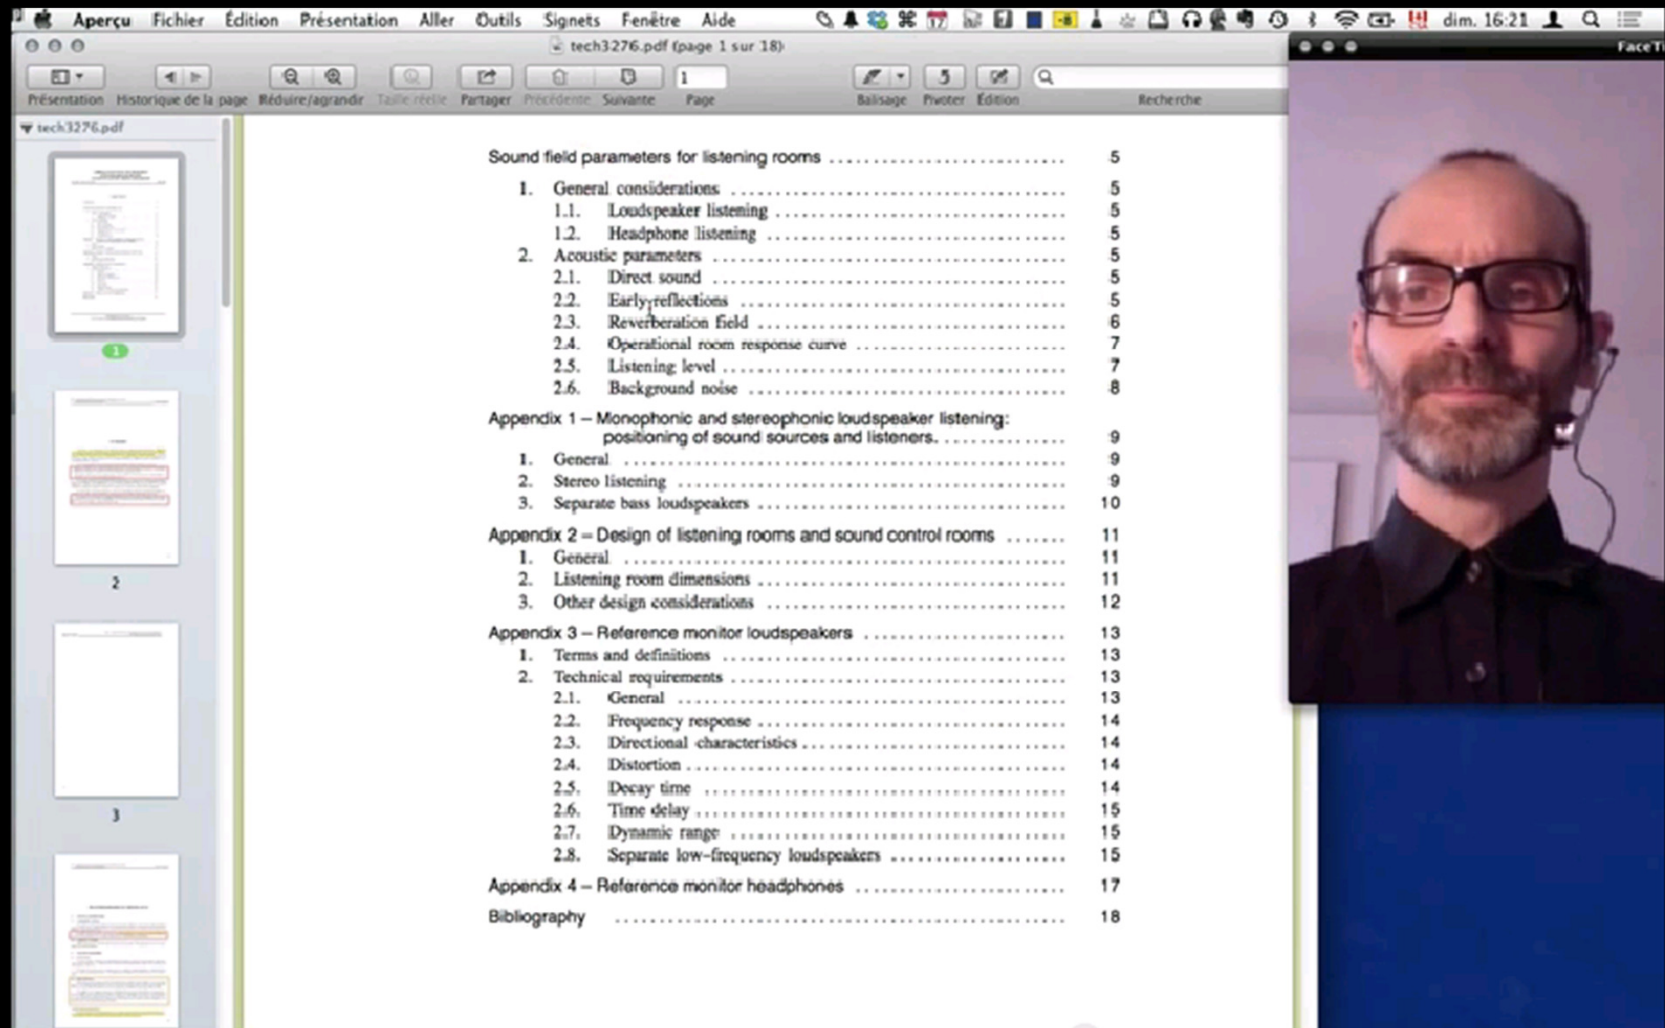 Aperçu Fichier Édition Présentation Aller Outils Signets Fenêtre Aide dim. 16:21
tech3276.pdf (page 1 sur 18)
FaceTi
1
Présentation Historique de la page Réduire/agrandir Taille réelle Partager Précédente Suivante Page Balisage Pivoter Édition Recherche
tech3276.pdf
1
2
3
Sound field parameters for listening rooms 5
1. General considerations 5
1.1. Loudspeaker listening 5
1.2. Headphone listening 5
2. Acoustic parameters 5
2.1. Direct sound 5
2.2. Early reflections 5
2.3. Reverberation field 6
2.4. Operational room response curve 7
2.5. Listening level 7
2.6. Background noise 8
Appendix 1 – Monophonic and stereophonic loudspeaker listening:
positioning of sound sources and listeners. 9
1. General 9
2. Stereo listening 9
3. Separate bass loudspeakers 10
Appendix 2 – Design of listening rooms and sound control rooms 11
1. General 11
2. Listening room dimensions 11
3. Other design considerations 12
Appendix 3 – Reference monitor loudspeakers 13
1. Terms and definitions 13
2. Technical requirements 13
2.1. General 13
2.2. Frequency response 14
2.3. Directional characteristics 14
2.4. Distortion 14
2.5. Decay time 14
2.6. Time delay 15
2.7. Dynamic range 15
2.8. Separate low-frequency loudspeakers 15
Appendix 4 – Reference monitor headphones 17
Bibliography 18